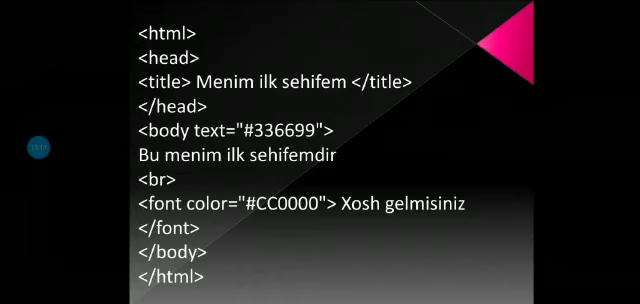 <html>
<head>
<title> Menim ilk sehifem </title>
</head>
<body text="#336699">
Bu menim ilk sehifemdir
<br>
<font color="#CC0000"> Xosh gelmisiniz
</font>
</body>
</html>